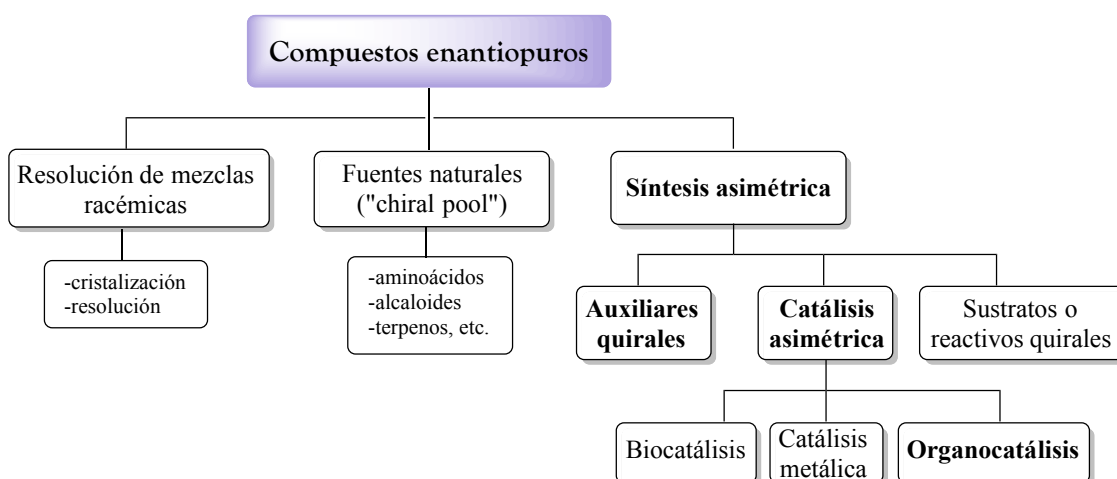 Compuestos enantiopuros
Resolución de mezclas
racémicas
Fuentes naturales
("chiral pool")
Síntesis asimétrica
-cristalización
-resolución
-aminoácidos
-alcaloides
-terpenos, etc.
Auxiliares
quirales
Catálisis
asimétrica
Sustratos o
reactivos quirales
Biocatálisis
Catálisis
metálica
Organocatálisis